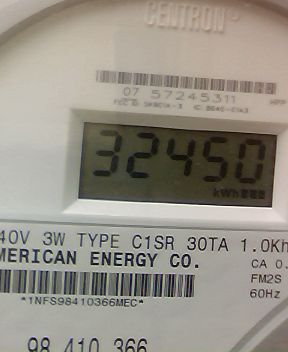 CENTRON®
07 57245311
32450
kWh
40V 3W TYPE C1SR 30TA 1.0Kh
MERICAN ENERGY CO.
CA 0.
FM2S
*1NFS98410366MEC*
60Hz
98 410 366